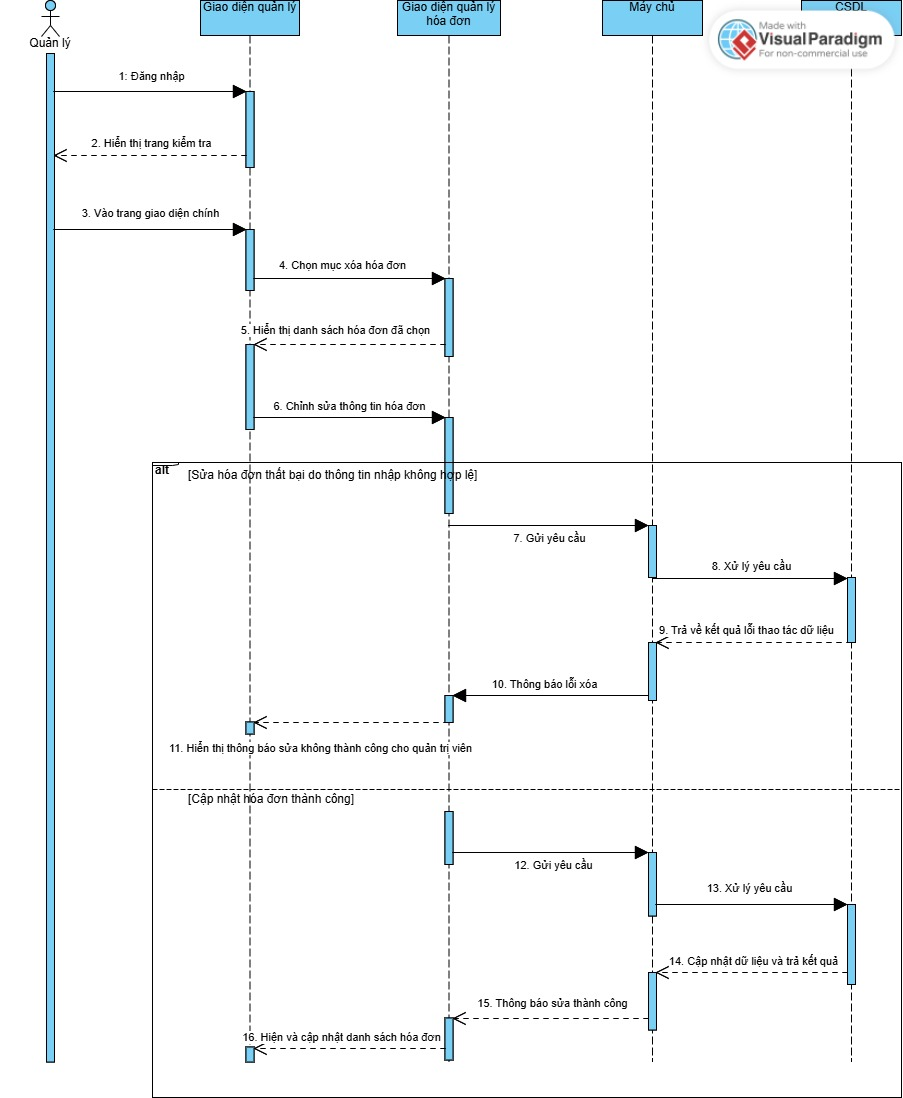 Giao diện quản lý
Giao diện quản lý
hóa đơn
Máy chủ
CSDL
Made with
Visual Paradigm
For non-commercial use
Quản lý
1: Đăng nhập
2. Hiển thị trang kiểm tra
3. Vào trang giao diện chính
4. Chọn mục xóa hóa đơn
5. Hiển thị danh sách hóa đơn đã chọn
6. Chỉnh sửa thông tin hóa đơn
alt
[Sửa hóa đơn thất bại do thông tin nhập không hợp lệ]
7. Gửi yêu cầu
8. Xử lý yêu cầu
9. Trả về kết quả lỗi thao tác dữ liệu
10. Thông báo lỗi xóa
11. Hiển thị thông báo sửa không thành công cho quản trị viên
[Cập nhật hóa đơn thành công]
12. Gửi yêu cầu
13. Xử lý yêu cầu
14. Cập nhật dữ liệu và trả kết quả
15. Thông báo sửa thành công
16. Hiện và cập nhật danh sách hóa đơn